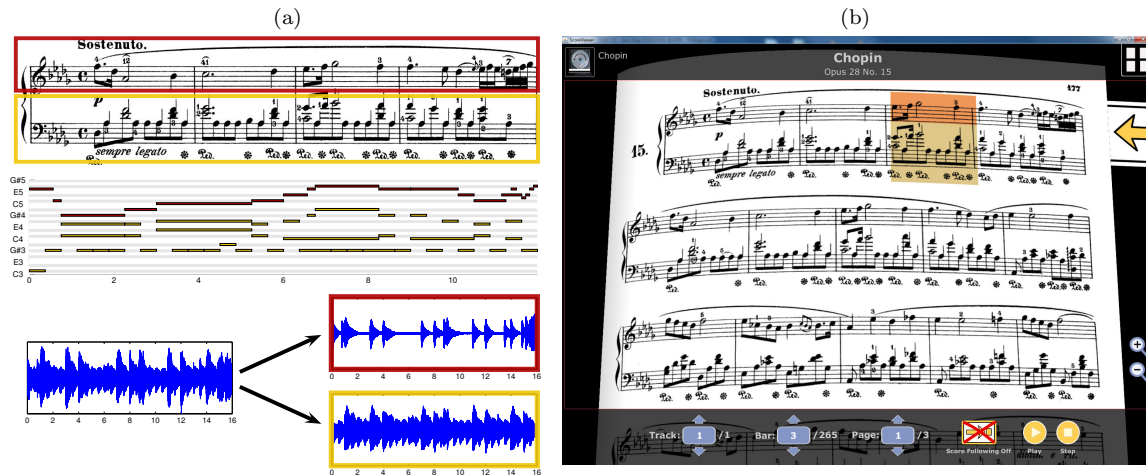 (a)
(b)
Sostenuto.
p
sempre legato
G#5
E5
C5
G#4
E4
C4
G#3
E3
C3
0 2 4 6 8 10
0 2 4 6 8 10 12 14 16
0 2 4 6 8 10 12 14 16
0 2 4 6 8 10 12 14 16
ScoreViewer
Chopin
Chopin
Opus 28 No. 15
177
Sostenuto.
15.
p
sempre legato
Track: 1 /1 Bar: 3 /265 Page: 1 /3
Score Following Off Play Stop